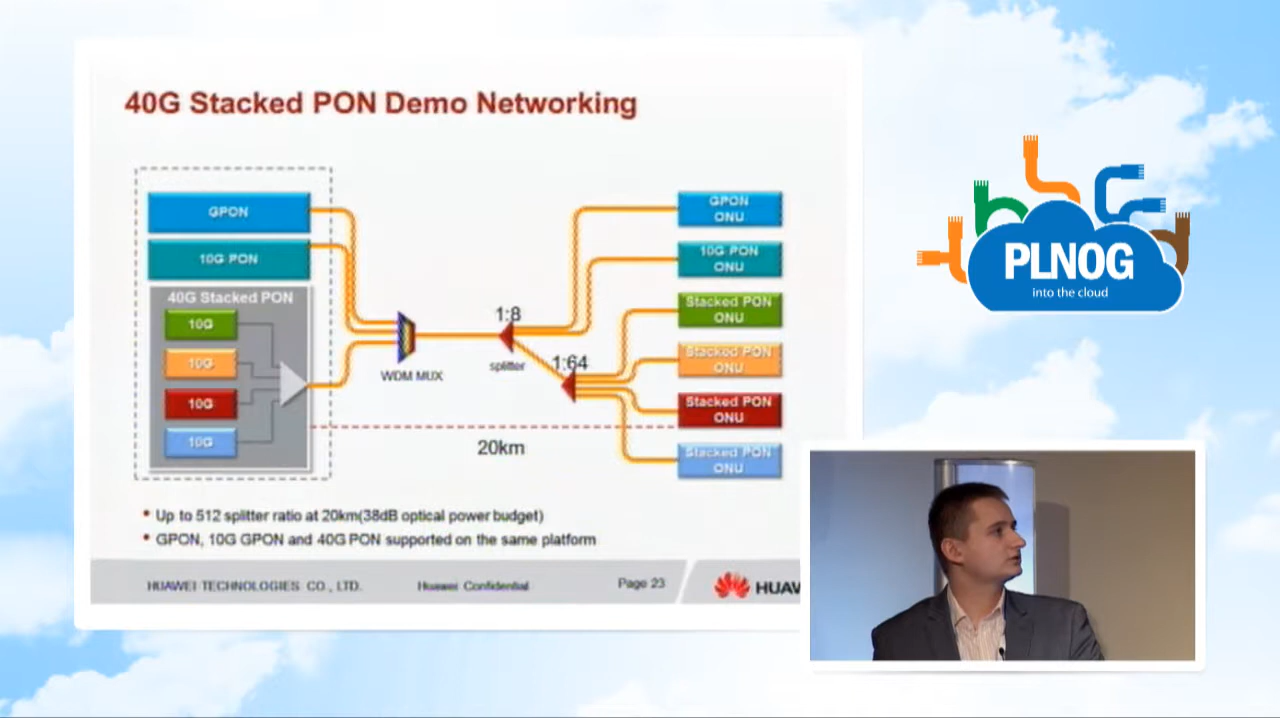 40G Stacked PON Demo Networking
GPON
10G PON
40G Stacked PON
10G
10G
10G
10G
WDM MUX
1:8
splitter
1:64
20km
GPON
ONU
10G PON
ONU
Stacked PON
ONU
Stacked PON
ONU
Stacked PON
ONU
Stacked PON
ONU
• Up to 512 splitter ratio at 20km(38dB optical power budget)
• GPON, 10G GPON and 40G PON supported on the same platform
HUAWEI TECHNOLOGIES CO., LTD.
Huawei Confidential
Page 23
HUAW
PLNOG
into the cloud